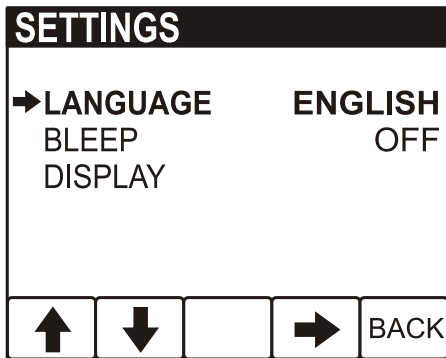 SETTINGS
LANGUAGE ENGLISH
BLEEP OFF
DISPLAY
BACK